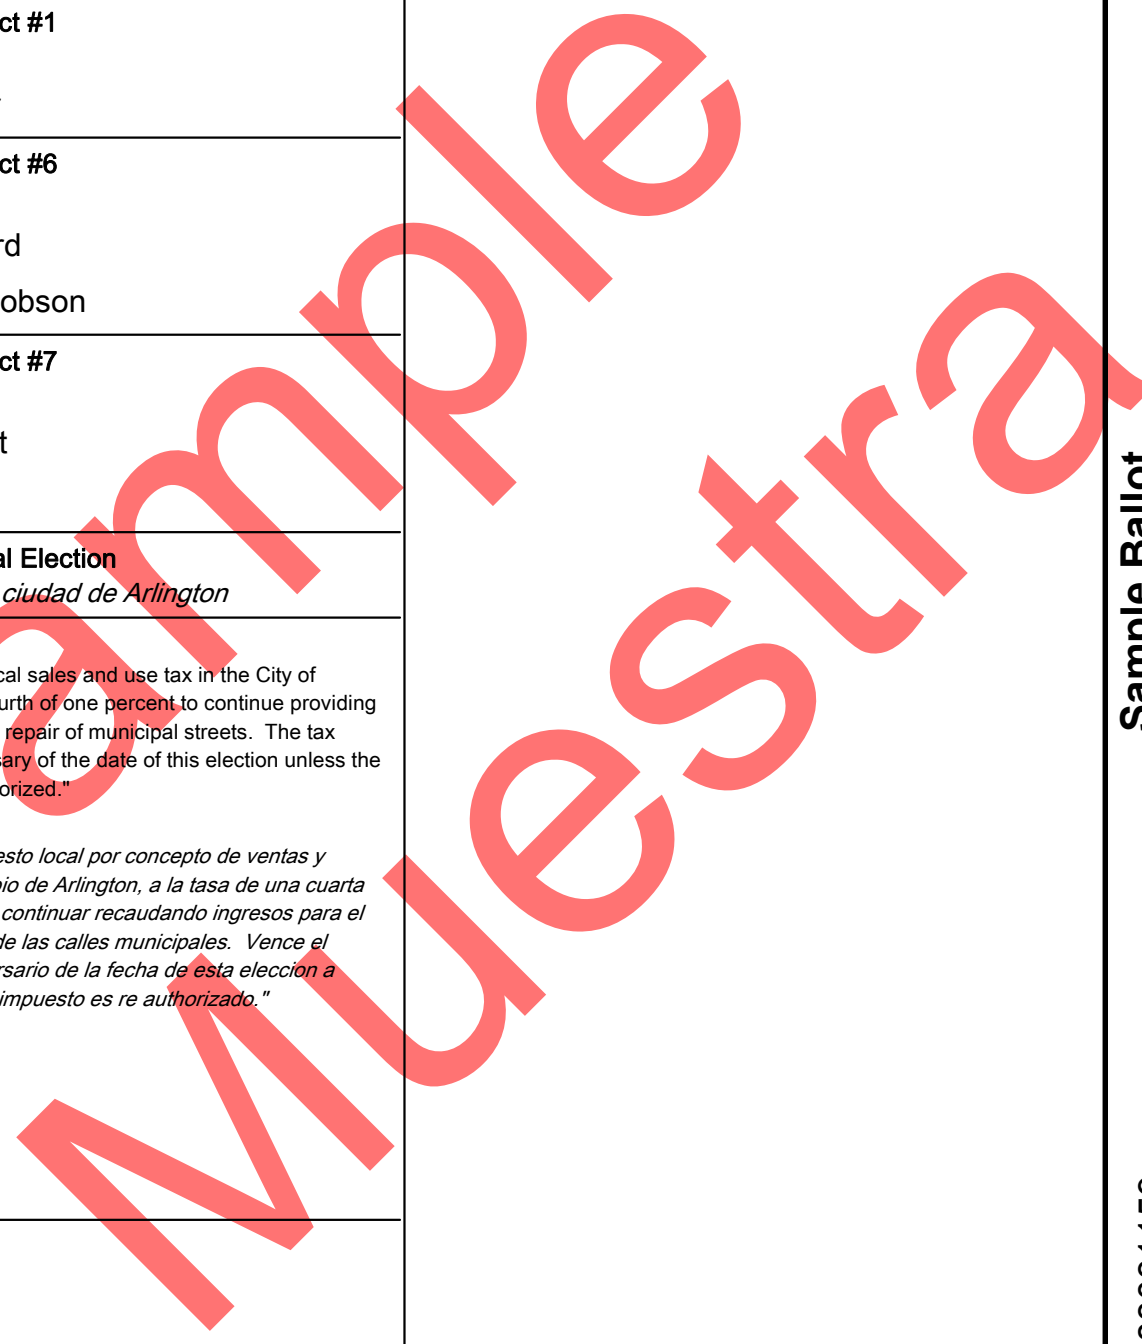 ct #1
ct #6
rd
obson
ct #7
t
al Election
ciudad de Arlington
cal sales and use tax in the City of
urth of one percent to continue providing
repair of municipal streets. The tax
sary of the date of this election unless the
orized."
esto local por concepto de ventas y
pio de Arlington, a la tasa de una cuarta
continuar recaudando ingresos para el
de las calles municipales. Vence el
rsario de la fecha de esta eleccion a
impuesto es re authorizado."
ample
Muestra
Sample Ballot